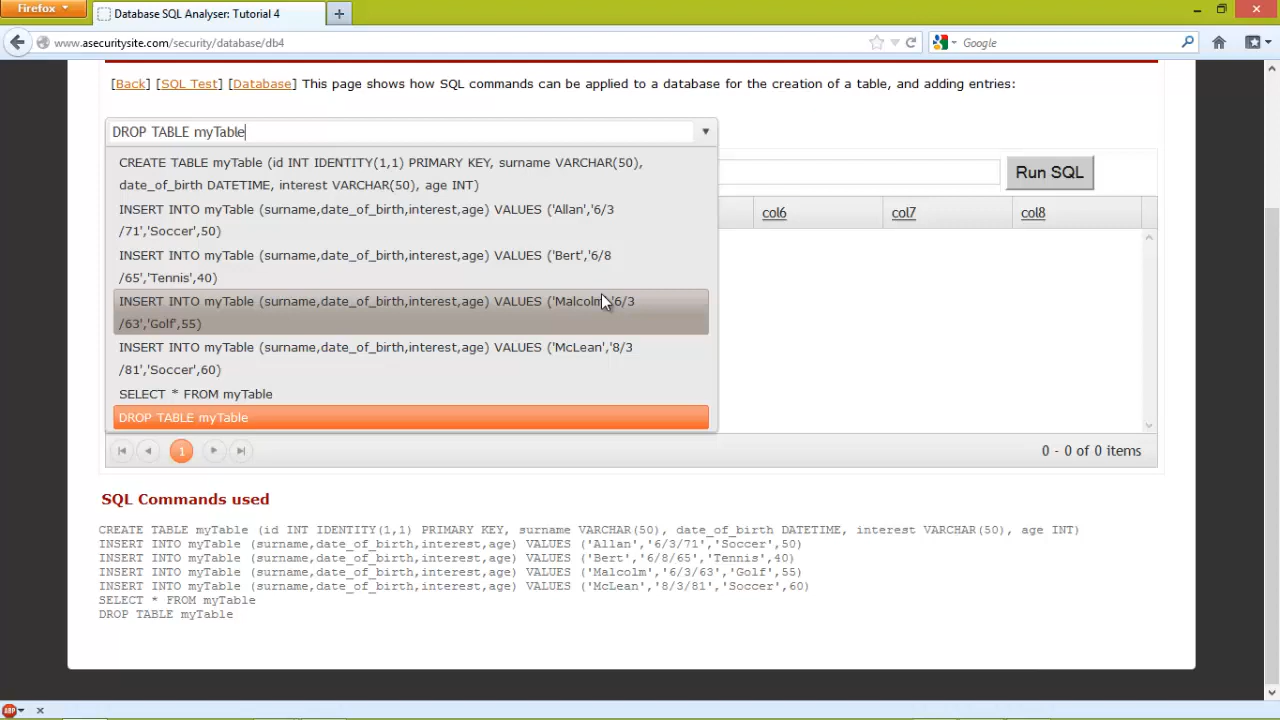 Firefox
Database SQL Analyser: Tutorial 4
www.asecuritysite.com/security/database/db4
Google
[Back] [SQL Test] [Database] This page shows how SQL commands can be applied to a database for the creation of a table, and adding entries:
DROP TABLE myTable
CREATE TABLE myTable (id INT IDENTITY(1,1) PRIMARY KEY, surname VARCHAR(50),
date_of_birth DATETIME, interest VARCHAR(50), age INT)
INSERT INTO myTable (surname,date_of_birth,interest,age) VALUES ('Allan','6/3
/71','Soccer',50)
INSERT INTO myTable (surname,date_of_birth,interest,age) VALUES ('Bert','6/8
/65','Tennis',40)
INSERT INTO myTable (surname,date_of_birth,interest,age) VALUES ('Malcolm','6/3
/63','Golf',55)
INSERT INTO myTable (surname,date_of_birth,interest,age) VALUES ('McLean','8/3
/81','Soccer',60)
SELECT * FROM myTable
DROP TABLE myTable
Run SQL
col6 col7 col8
1
0 - 0 of 0 items
SQL Commands used
CREATE TABLE myTable (id INT IDENTITY(1,1) PRIMARY KEY, surname VARCHAR(50), date_of_birth DATETIME, interest VARCHAR(50), age INT)
INSERT INTO myTable (surname,date_of_birth,interest,age) VALUES ('Allan','6/3/71','Soccer',50)
INSERT INTO myTable (surname,date_of_birth,interest,age) VALUES ('Bert','6/8/65','Tennis',40)
INSERT INTO myTable (surname,date_of_birth,interest,age) VALUES ('Malcolm','6/3/63','Golf',55)
INSERT INTO myTable (surname,date_of_birth,interest,age) VALUES ('McLean','8/3/81','Soccer',60)
SELECT * FROM myTable
DROP TABLE myTable
ABP